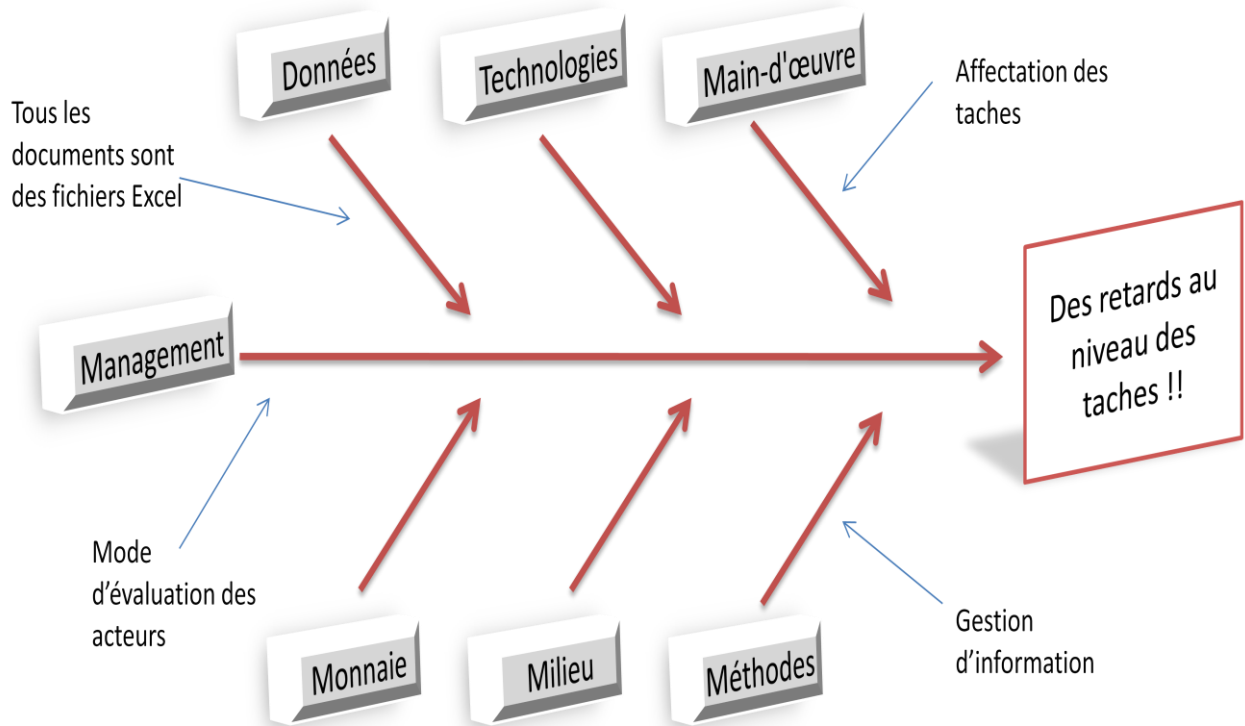 Données
Technologies
Main-d'œuvre
Affectation des
taches
Tous les
documents sont
des fichiers Excel
Management
Des retards au
niveau des
taches !!
Mode
d'évaluation des
acteurs
Monnaie
Milieu
Méthodes
Gestion
d'information